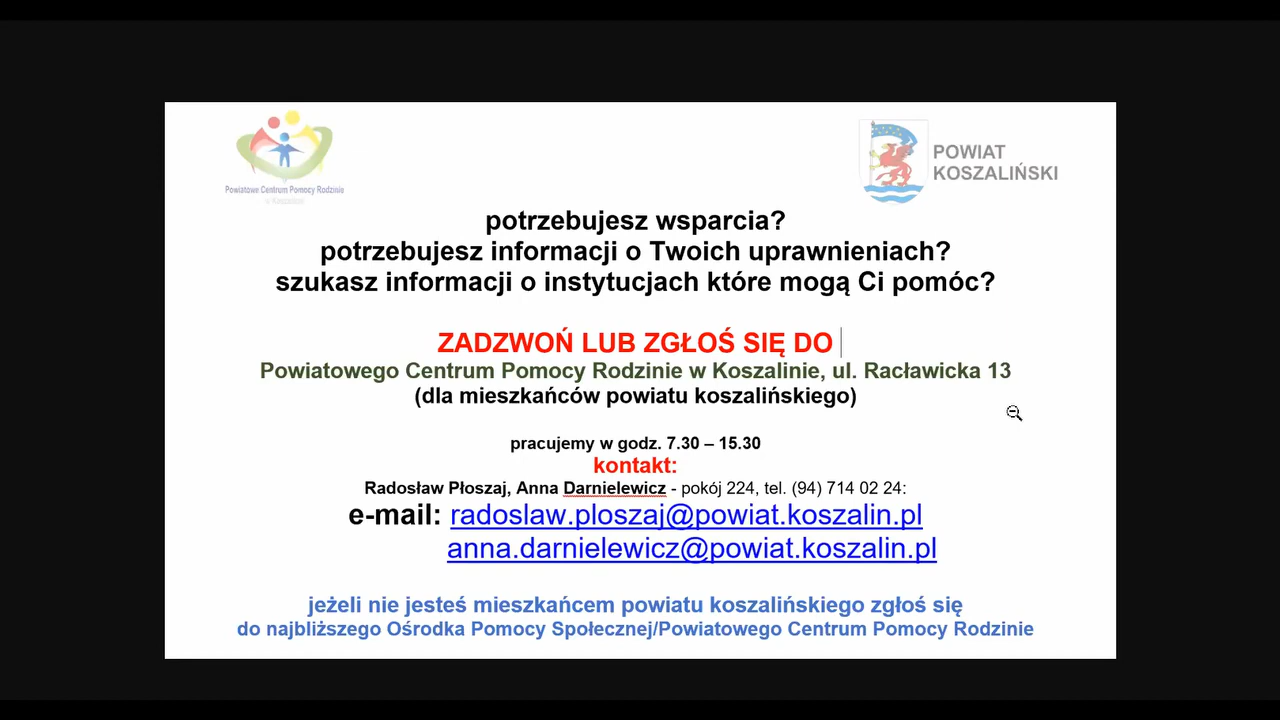 Powiatowe Centrum Pomocy Rodzinie
w Koszalinie
POWIAT
KOSZALIŃSKI
potrzebujesz wsparcia?
potrzebujesz informacji o Twoich uprawnieniach?
szukasz informacji o instytucjach które mogą Ci pomóc?
ZADZWOŃ LUB ZGŁOŚ SIĘ DO
Powiatowego Centrum Pomocy Rodzinie w Koszalinie, ul. Racławicka 13
(dla mieszkańców powiatu koszalińskiego)
pracujemy w godz. 7.30 – 15.30
kontakt:
Radosław Płoszaj, Anna Darnielewicz - pokój 224, tel. (94) 714 02 24:
e-mail: radoslaw.ploszaj@powiat.koszalin.pl
anna.darnielewicz@powiat.koszalin.pl
jeżeli nie jesteś mieszkańcem powiatu koszalińskiego zgłoś się
do najbliższego Ośrodka Pomocy Społecznej/Powiatowego Centrum Pomocy Rodzinie